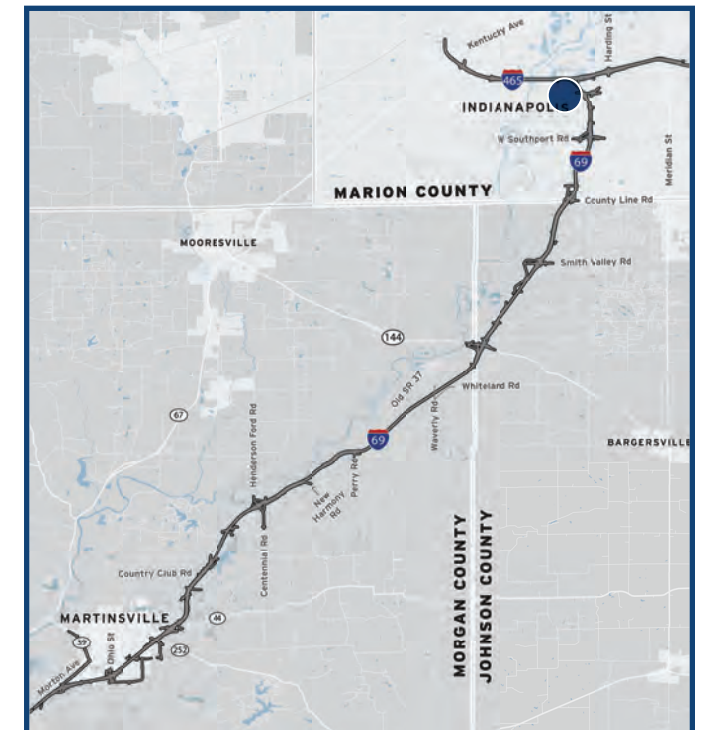 Kentucky Ave
Harding St
465
INDIANAPOLIS
W Southport Rd
69
Meridian St
MARION COUNTY
County Line Rd
MOORESVILLE
Smith Valley Rd
144
Old SR 37
Whiteland Rd
67
Henderson Ford Rd
Waverly Rd
69
BARGERSVILLE
Perry Rd
New
Harmony
Rd
Centennial Rd
MORGAN COUNTY
JOHNSON COUNTY
Country Club Rd
MARTINSVILLE
44
39
Ohio St
252
Morton Ave